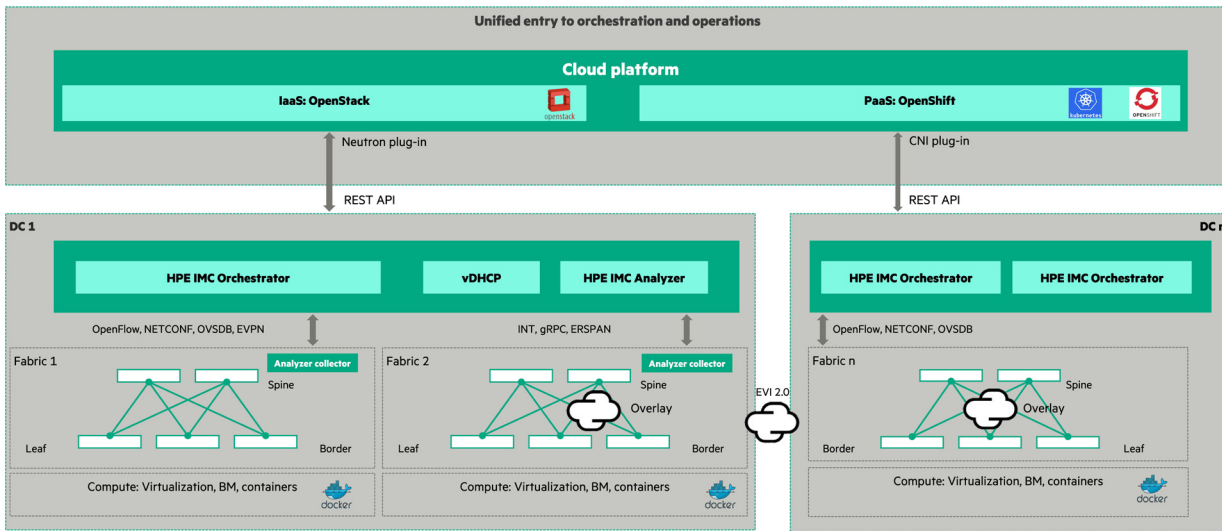 Unified entry to orchestration and operations
Cloud platform
IaaS: OpenStack
openstack
PaaS: OpenShift
kubernetes
OPENSHIFT
Neutron plug-in
CNI plug-in
REST API
REST API
DC 1
HPE IMC Orchestrator
vDHCP
HPE IMC Analyzer
OpenFlow, NETCONF, OVSDB, EVPN
INT, gRPC, ERSPAN
Fabric 1
Analyzer collector
Spine
Leaf
Border
Compute: Virtualization, BM, containers
docker
Fabric 2
Analyzer collector
Spine
Overlay
Leaf
Border
Compute: Virtualization, BM, containers
docker
EVI 2.0
DC n
HPE IMC Orchestrator
HPE IMC Orchestrator
OpenFlow, NETCONF, OVSDB
Fabric n
Spine
Overlay
Border
Leaf
Compute: Virtualization, BM, containers
docker